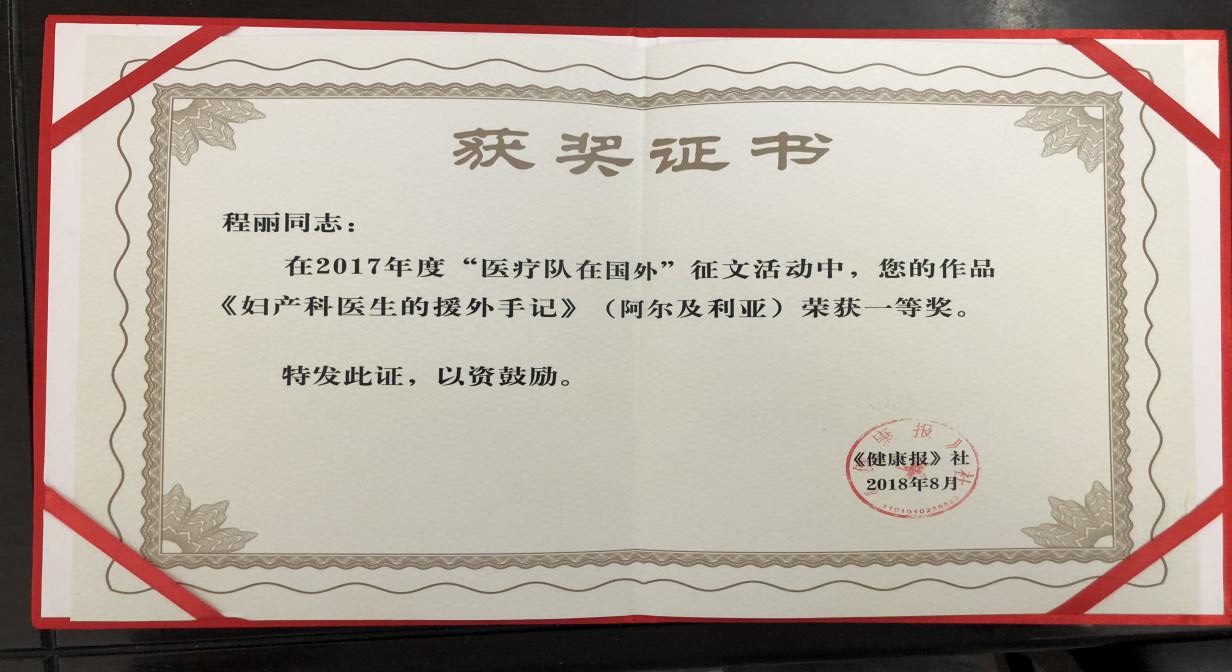 获奖证书
程丽同志：
在2017年度“医疗队在国外”征文活动中，您的作品
《妇产科医生的援外手记》（阿尔及利亚）荣获一等奖。
特发此证，以资鼓励。
《健康报》社
2018年8月